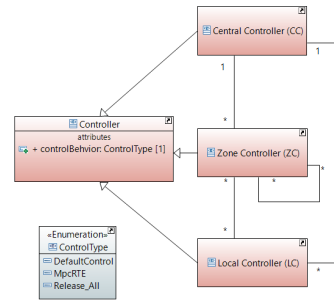 Central Controller (CC)
1
1
*
Controller
attributes
+ controlBehvior: ControlType [1]
Zone Controller (ZC)
*
*
*
*
«Enumeration»
ControlType
DefaultControl
MpcRTE
Release_All
Local Controller (LC)
*